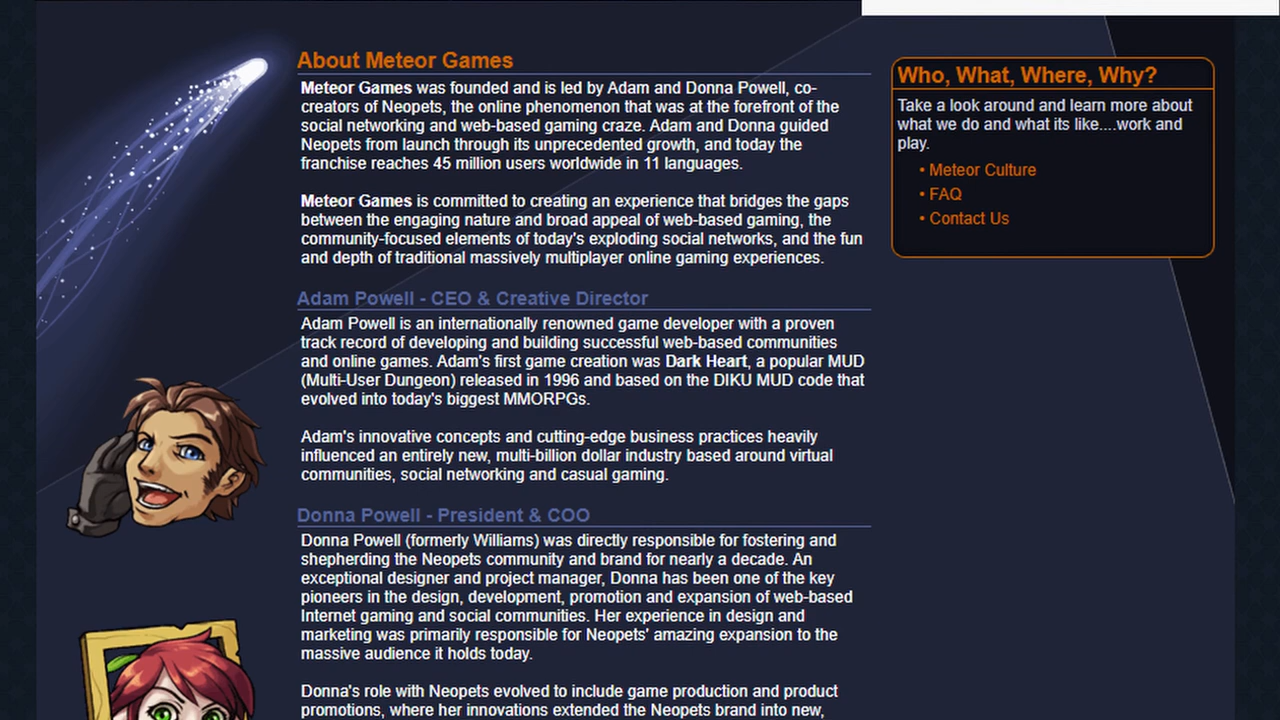 About Meteor Games
Meteor Games was founded and is led by Adam and Donna Powell, co-
creators of Neopets, the online phenomenon that was at the forefront of the
social networking and web-based gaming craze. Adam and Donna guided
Neopets from launch through its unprecedented growth, and today the
franchise reaches 45 million users worldwide in 11 languages.
Meteor Games is committed to creating an experience that bridges the gaps
between the engaging nature and broad appeal of web-based gaming, the
community-focused elements of today's exploding social networks, and the fun
and depth of traditional massively multiplayer online gaming experiences.
Adam Powell - CEO & Creative Director
Adam Powell is an internationally renowned game developer with a proven
track record of developing and building successful web-based communities
and online games. Adam's first game creation was Dark Heart, a popular MUD
(Multi-User Dungeon) released in 1996 and based on the DIKU MUD code that
evolved into today's biggest MMORPGs.
Adam's innovative concepts and cutting-edge business practices heavily
influenced an entirely new, multi-billion dollar industry based around virtual
communities, social networking and casual gaming.
Donna Powell - President & COO
Donna Powell (formerly Williams) was directly responsible for fostering and
shepherding the Neopets community and brand for nearly a decade. An
exceptional designer and project manager, Donna has been one of the key
pioneers in the design, development, promotion and expansion of web-based
Internet gaming and social communities. Her experience in design and
marketing was primarily responsible for Neopets' amazing expansion to the
massive audience it holds today.
Donna's role with Neopets evolved to include game production and product
promotions, where her innovations extended the Neopets brand into new,
Who, What, Where, Why?
Take a look around and learn more about
what we do and what its like....work and
play.
• Meteor Culture
• FAQ
• Contact Us